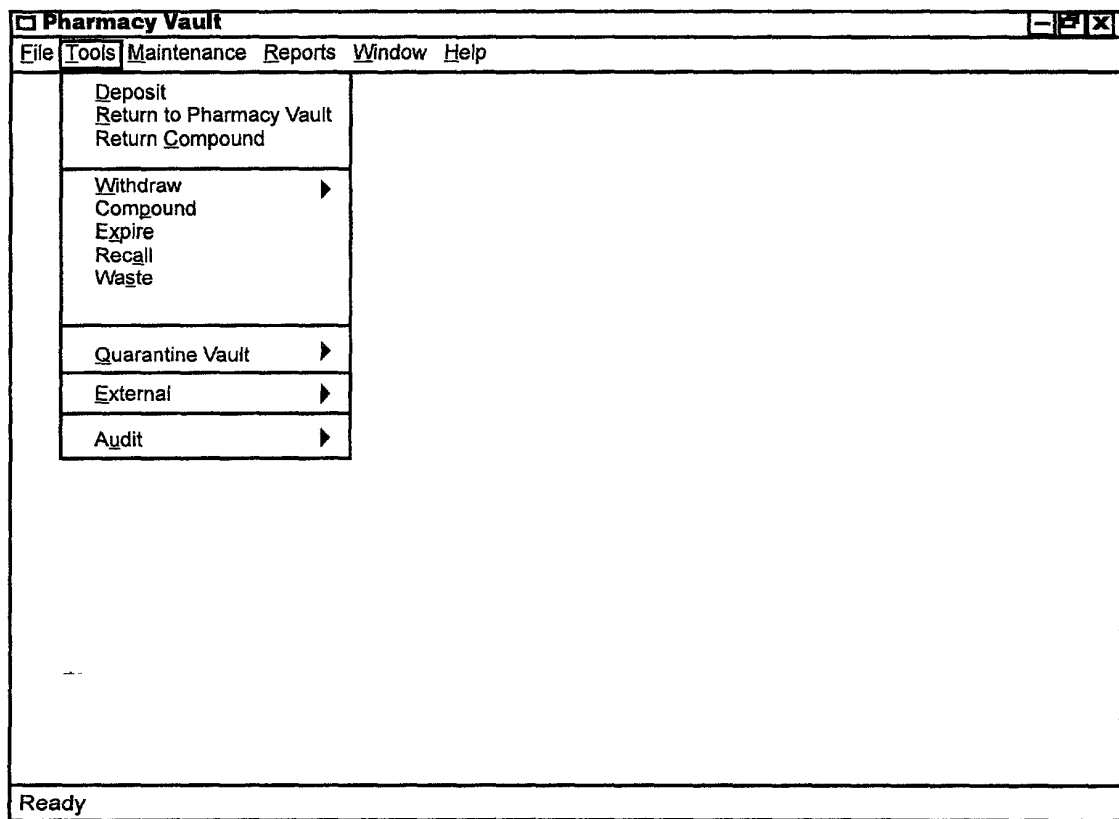 Pharmacy Vault
File Tools Maintenance Reports Window Help
Deposit
Return to Pharmacy Vault
Return Compound
Withdraw
Compound
Expire
Recall
Waste
Quarantine Vault
External
Audit
Ready